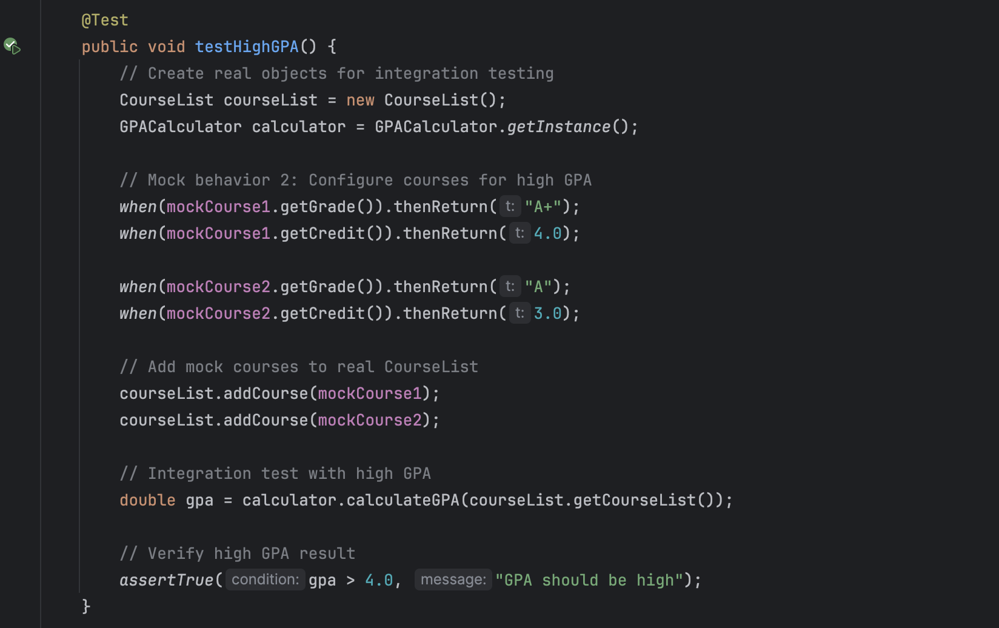 @Test
public void testHighGPA() {
// Create real objects for integration testing
CourseList courseList = new CourseList();
GPACalculator calculator = GPACalculator.getInstance();
// Mock behavior 2: Configure courses for high GPA
when(mockCourse1.getGrade()).thenReturn( t: "A+");
when(mockCourse1.getCredit()).thenReturn( t: 4.0);
when(mockCourse2.getGrade()).thenReturn( t: "A");
when(mockCourse2.getCredit()).thenReturn( t: 3.0);
// Add mock courses to real CourseList
courseList.addCourse(mockCourse1);
courseList.addCourse(mockCourse2);
// Integration test with high GPA
double gpa = calculator.calculateGPA(courseList.getCourseList());
// Verify high GPA result
assertTrue( condition: gpa > 4.0, message: "GPA should be high");
}